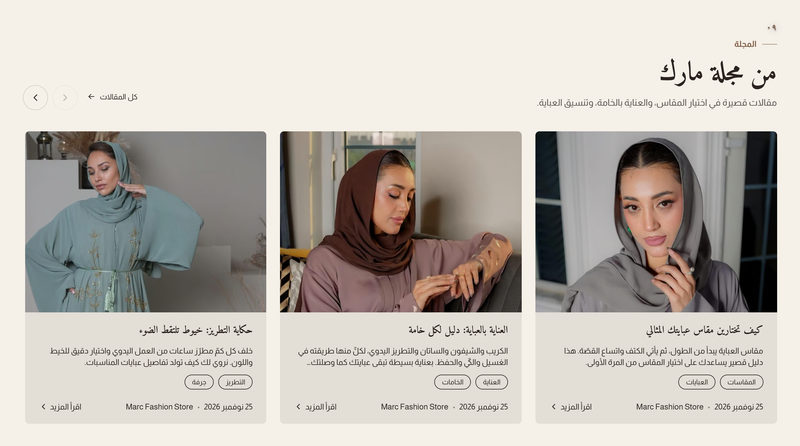 ٠٩
المجلة
من مجلة مارك
مقالات قصيرة في اختيار المقاس، والعناية بالخامة، وتنسيق العباية.
كل المقالات
كيف تختارين مقاس عبايتك المثالي
مقاس العباية يبدأ من الطول، ثم يأتي الكتف واتساع القصّة. هذا
دليل قصير يساعدك على اختيار المقاس من المرة الأولى.
المقاسات
العبايات
25 نوفمبر 2026 • Marc Fashion Store
اقرأ المزيد
العناية بالعباية: دليل لكل خامة
الكريب والشيفون والساتان والتطريز اليدوي، لكلٍّ منها طريقته في
الغسيل والكيّ والحفظ. بعناية بسيطة تبقى عبايتك كما وصلتك...
العناية
الخامات
25 نوفمبر 2026 • Marc Fashion Store
اقرأ المزيد
حكاية التطريز: خيوط تلتقط الضوء
خلف كل كمّ مطرّز ساعات من العمل اليدوي واختيار دقيق للخيط
واللون. نروي لك كيف تولد تفاصيل عبايات المناسبات.
التطريز
حرفة
25 نوفمبر 2026 • Marc Fashion Store
اقرأ المزيد